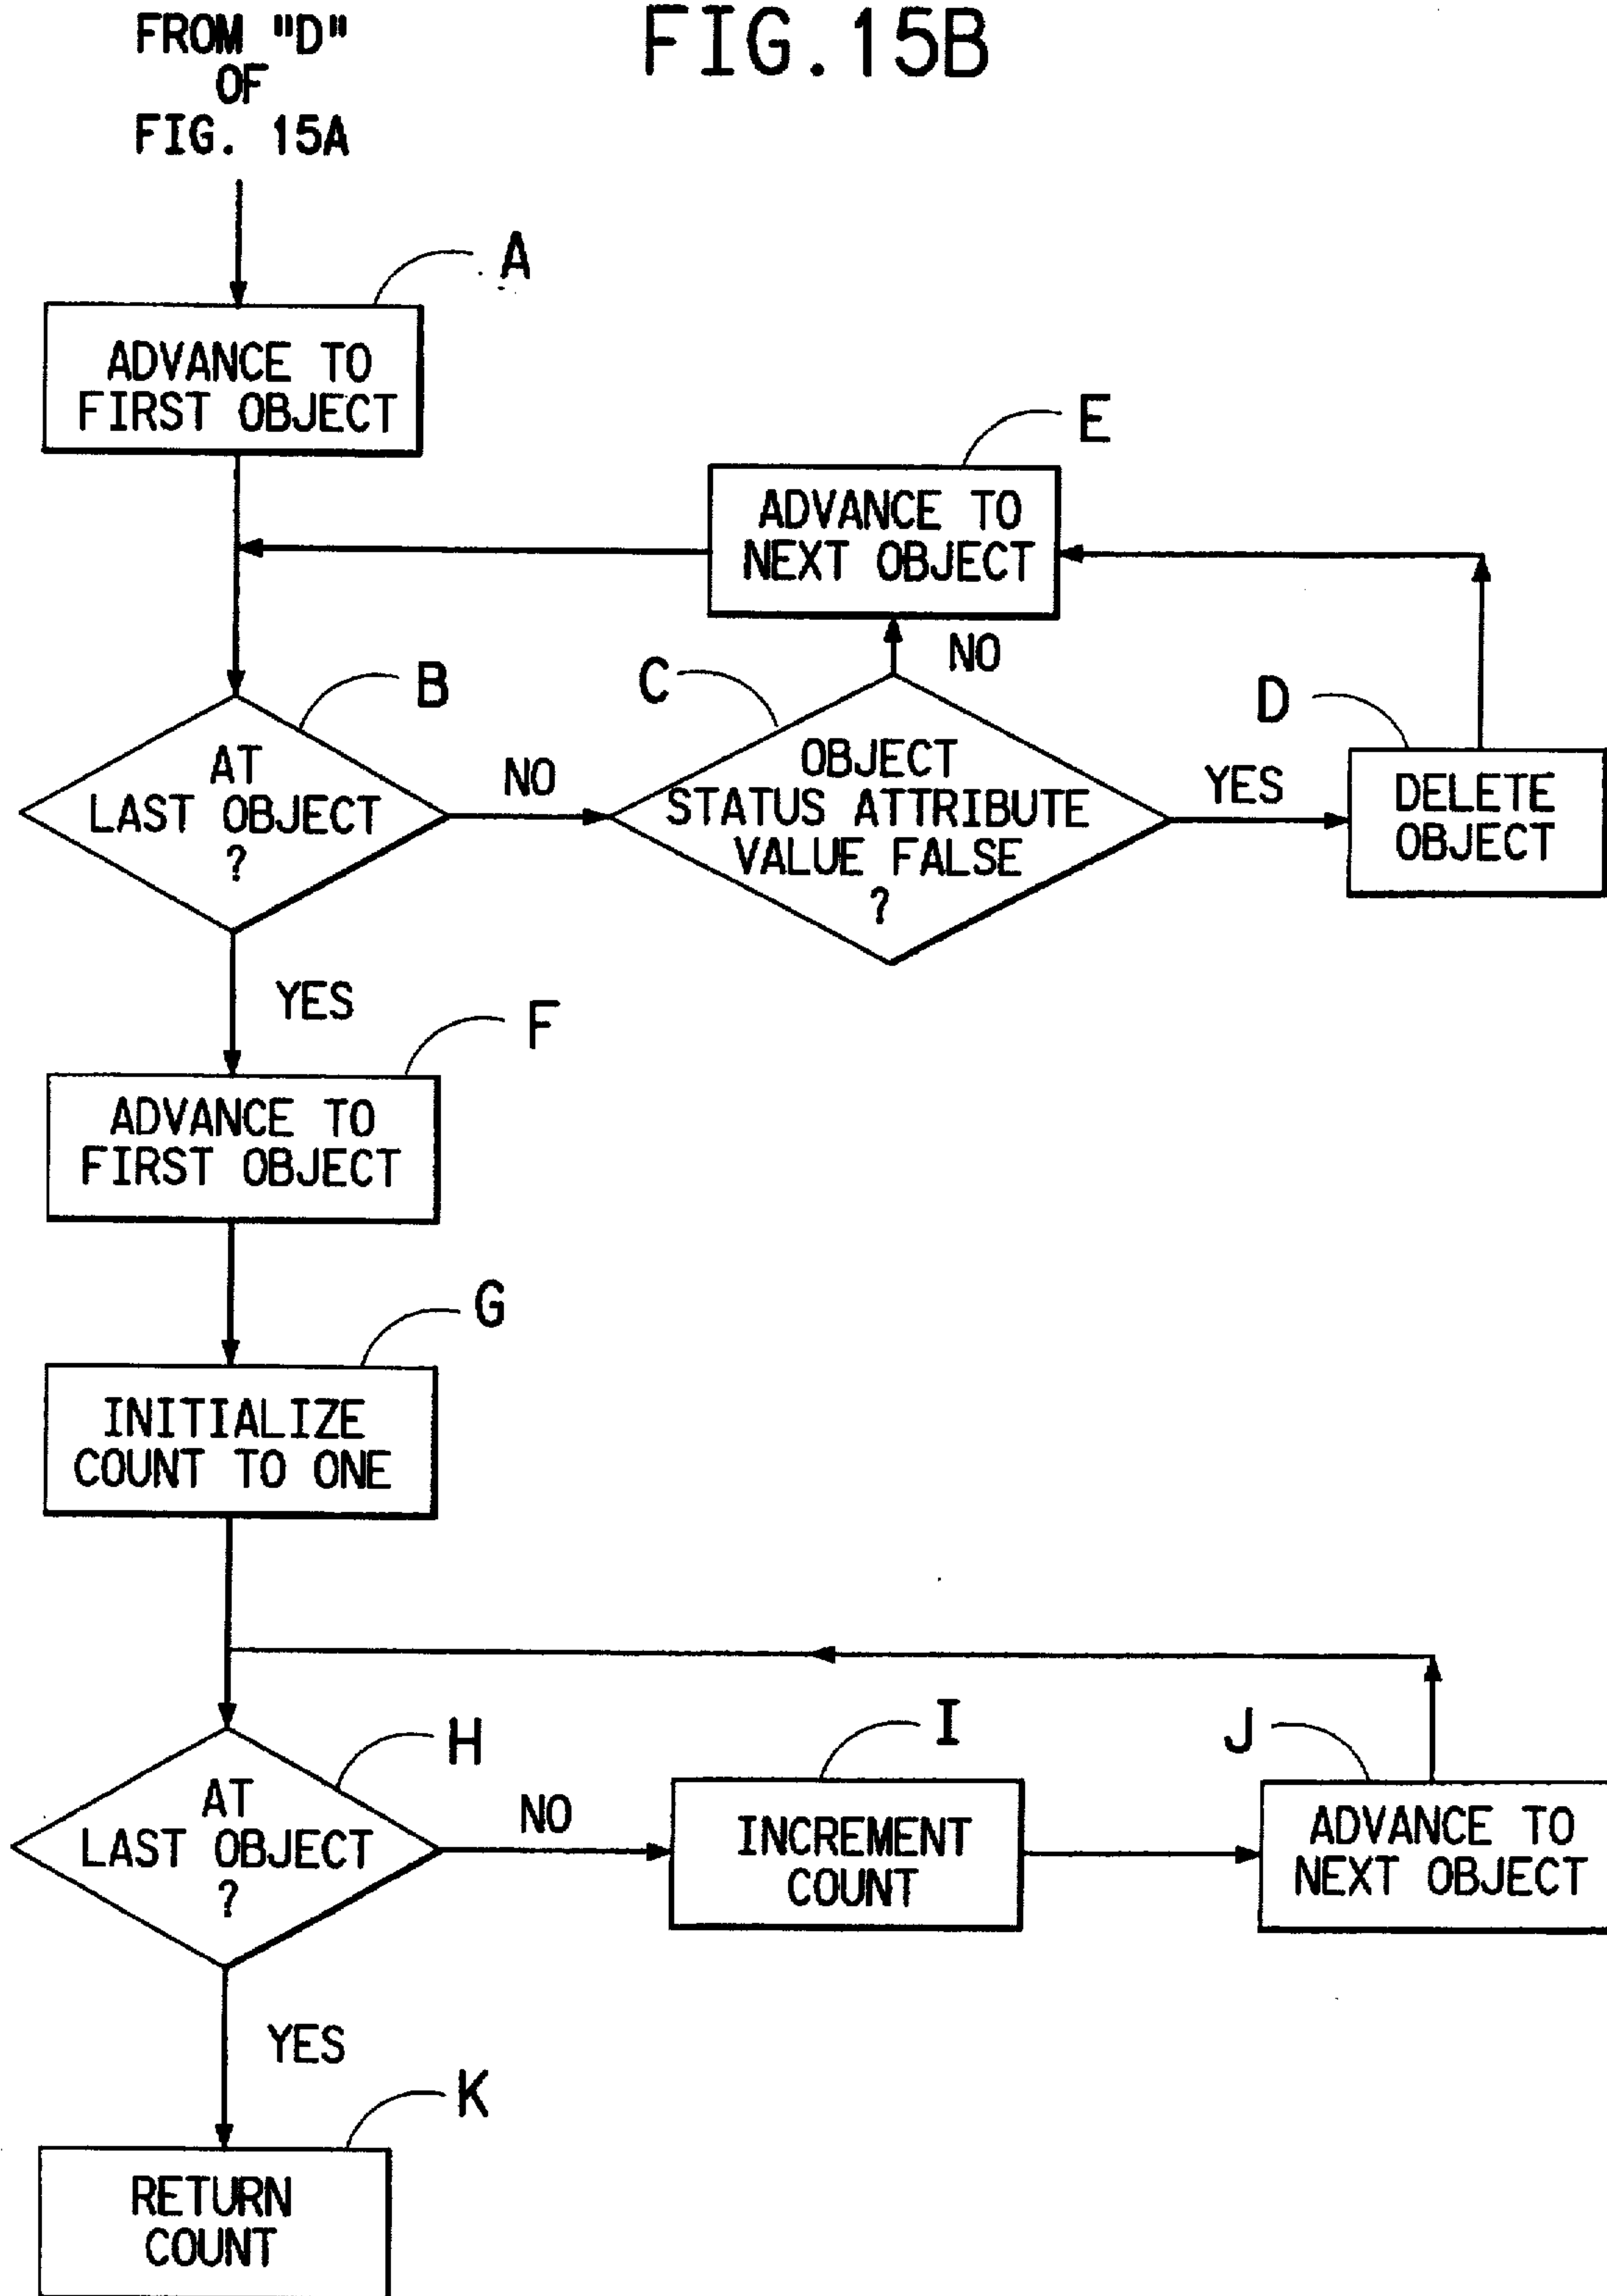 FROM "D"
OF
FIG. 15A
FIG.15B
A
ADVANCE TO
FIRST OBJECT
E
ADVANCE TO
NEXT OBJECT
NO
B
AT
LAST OBJECT
?
NO
C
OBJECT
STATUS ATTRIBUTE
VALUE FALSE
?
YES
D
DELETE
OBJECT
YES
F
ADVANCE TO
FIRST OBJECT
G
INITIALIZE
COUNT TO ONE
H
AT
LAST OBJECT
?
NO
I
INCREMENT
COUNT
J
ADVANCE TO
NEXT OBJECT
YES
K
RETURN
COUNT